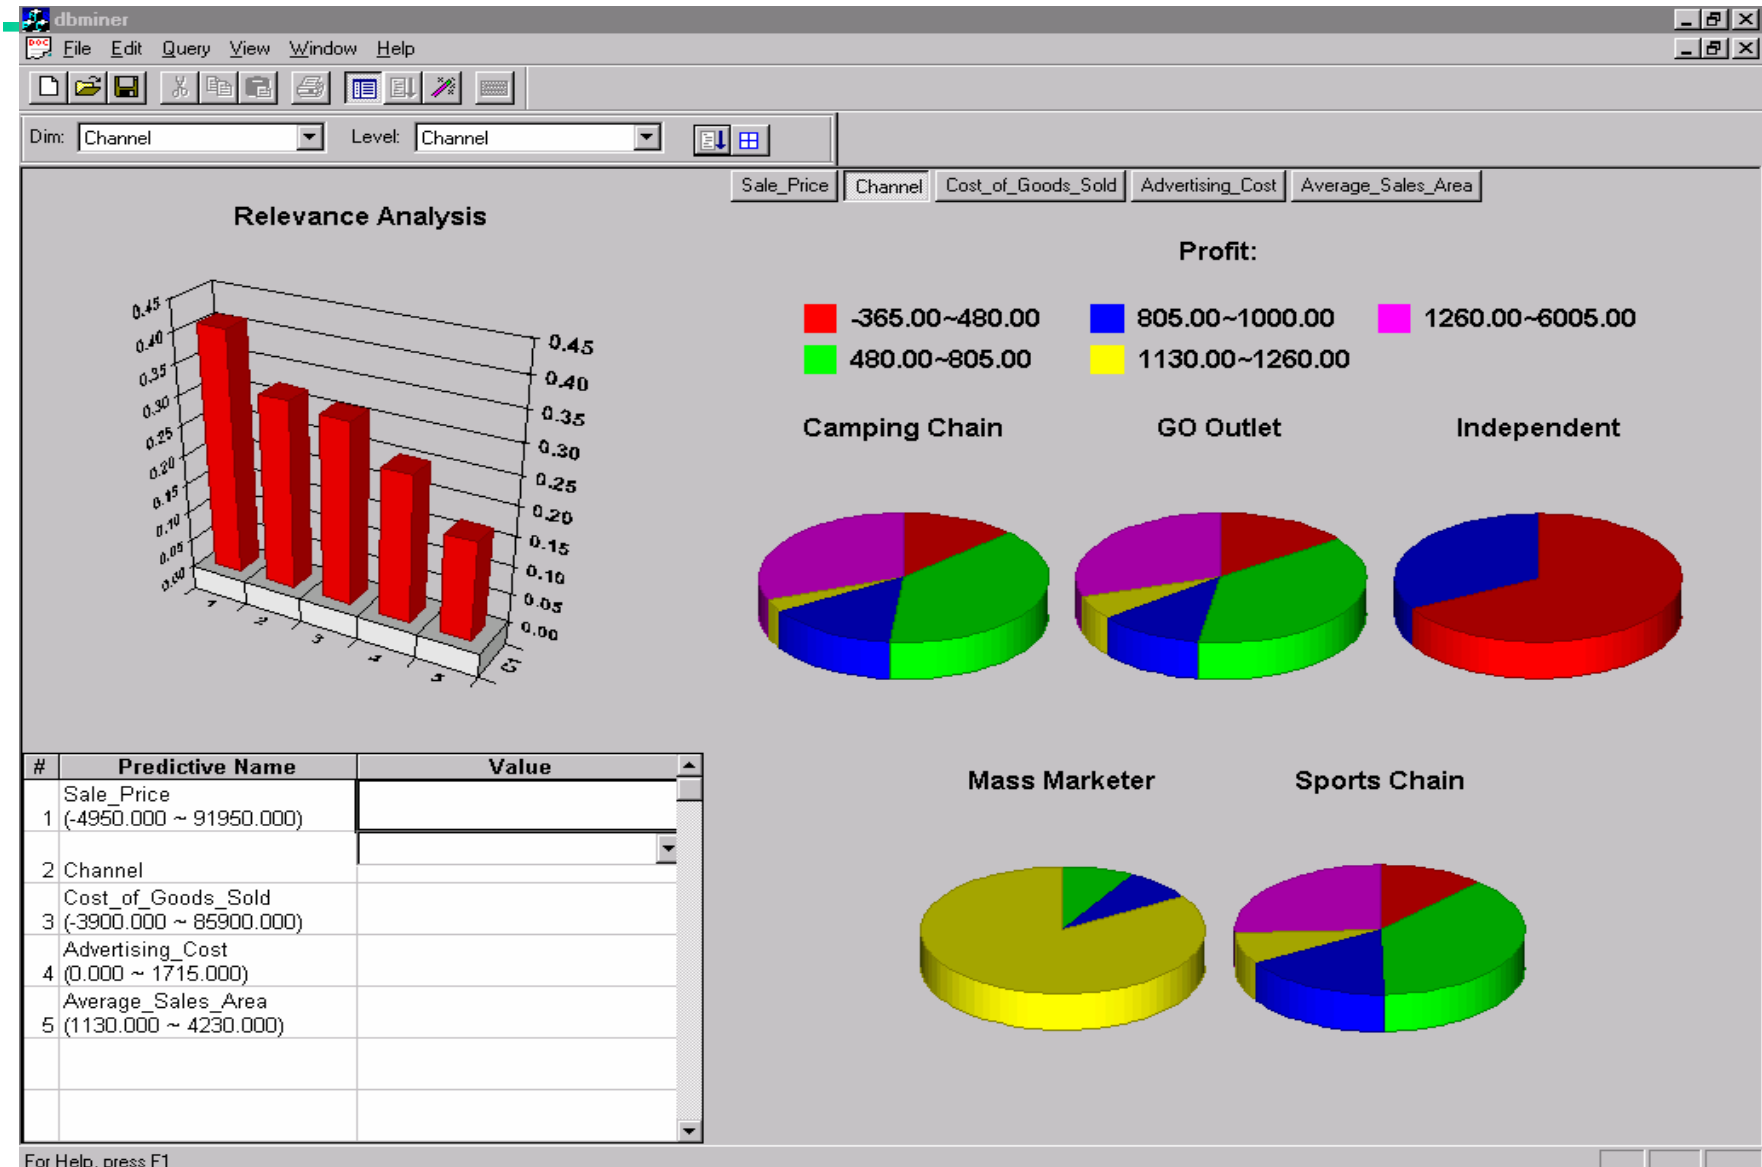 dbminer
File Edit Query View Window Help
Dim: Channel Level: Channel
Sale_Price Channel Cost_of_Goods_Sold Advertising_Cost Average_Sales_Area
Relevance Analysis
0.45
0.40
0.35
0.30
0.25
0.20
0.15
0.10
0.05
0.00
0.45
0.40
0.35
0.30
0.25
0.20
0.15
0.10
0.05
0.00
1 2 3 4 5
Profit:
-365.00~480.00 805.00~1000.00 1260.00~6005.00
480.00~805.00 1130.00~1260.00
Camping Chain GO Outlet Independent
Mass Marketer Sports Chain
# Predictive Name Value
Sale_Price
1 (-4950.000 ~ 91950.000)
2 Channel
Cost_of_Goods_Sold
3 (-3900.000 ~ 85900.000)
Advertising_Cost
4 (0.000 ~ 1715.000)
Average_Sales_Area
5 (1130.000 ~ 4230.000)
For Help, press F1